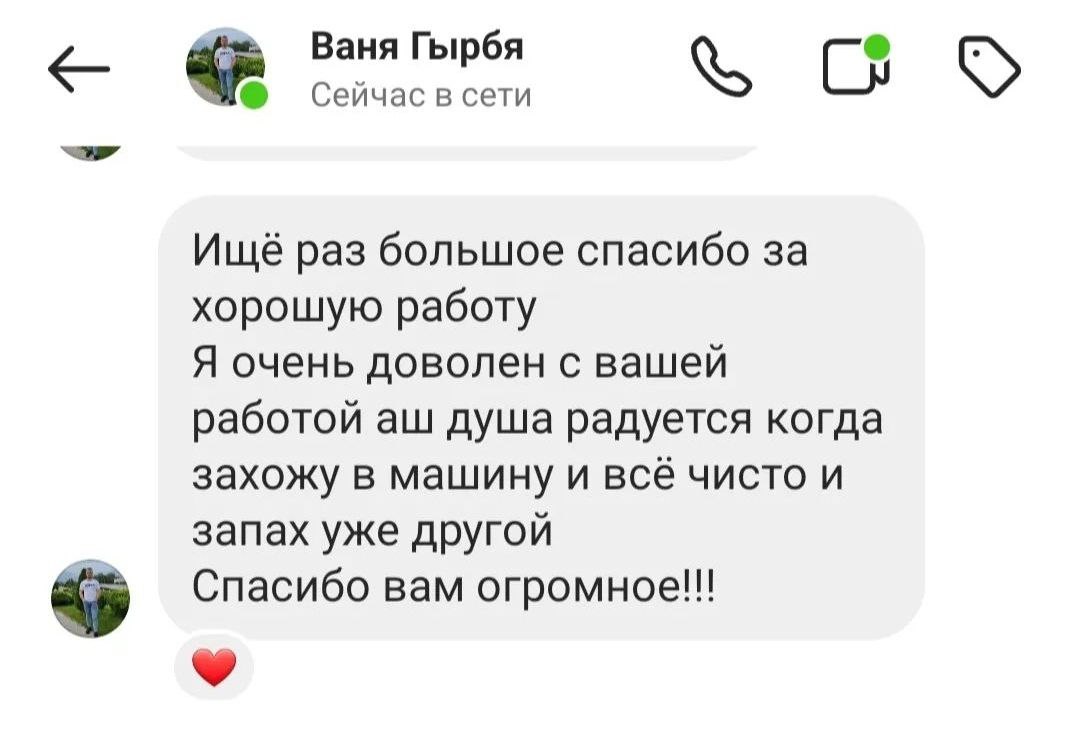 Ваня Гырбя
Сейчас в сети
Ищё раз большое спасибо за
хорошую работу
Я очень доволен с вашей
работой аш душа радуется когда
захожу в машину и всё чисто и
запах уже другой
Спасибо вам огромное!!!